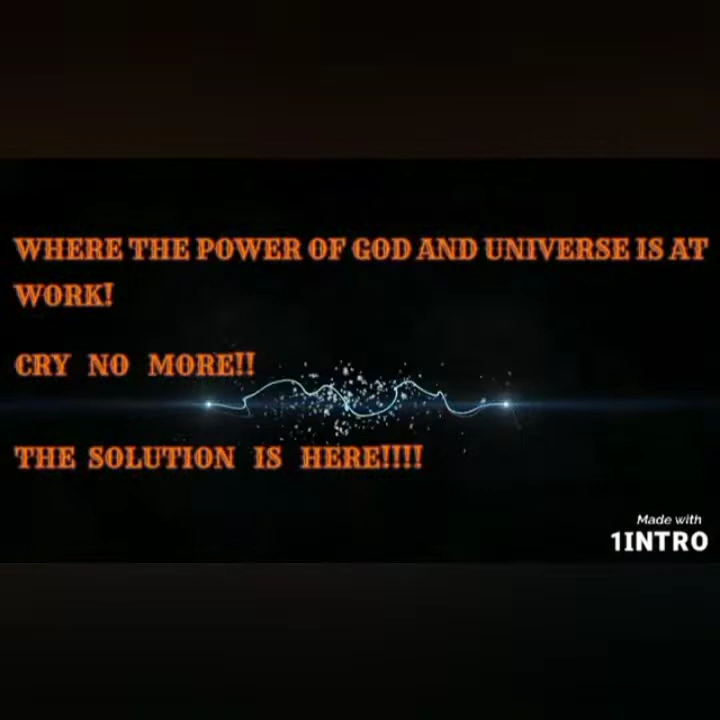 WHERE THE POWER OF GOD AND UNIVERSE IS AT
WORK!
CRY NO MORE!!
THE SOLUTION IS HERE!!!!
Made with
1INTRO